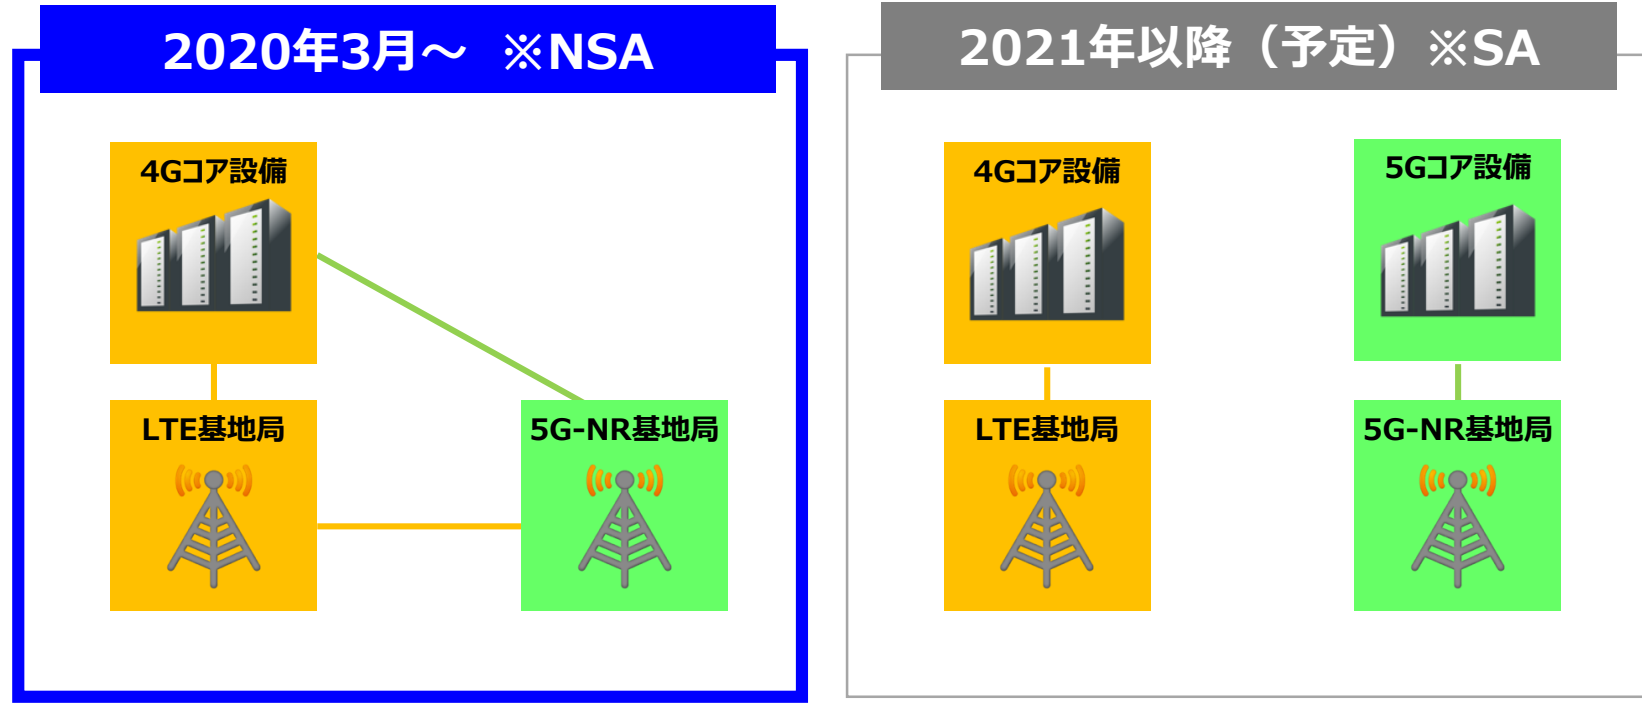 2020年3月~ ※NSA
4Gコア設備
LTE基地局
5G-NR基地局
2021年以降（予定）※SA
4Gコア設備
5Gコア設備
LTE基地局
5G-NR基地局